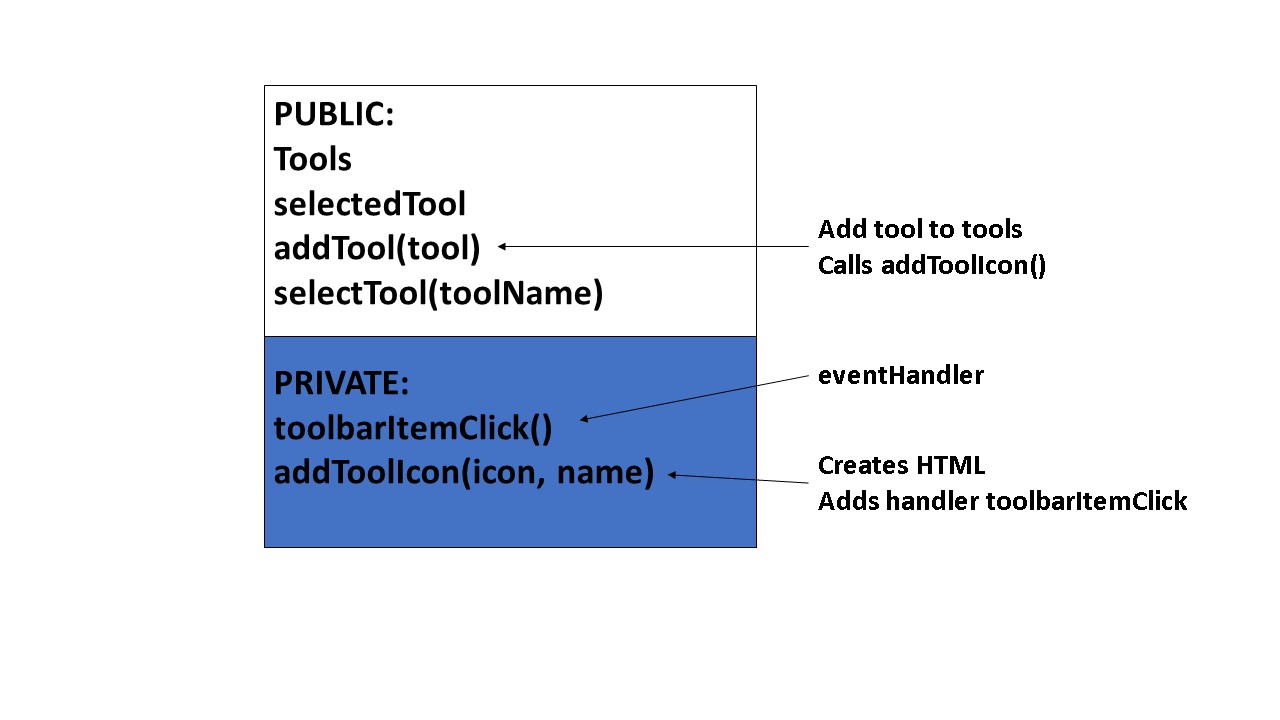 PUBLIC:
Tools
selectedTool
addTool(tool)
selectTool(toolName)
Add tool to tools
Calls addToolIcon()
PRIVATE:
toolbarItemClick()
addToolIcon(icon, name)
eventHandler
Creates HTML
Adds handler toolbarItemClick